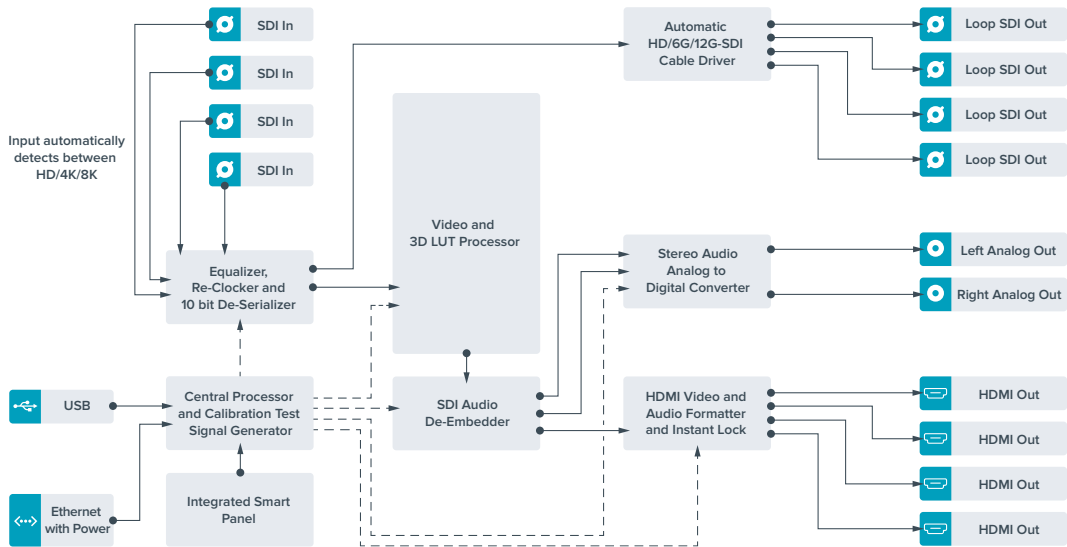 SDI In
SDI In
SDI In
SDI In
Input automatically
detects between
HD/4K/8K
Equalizer,
Re-Clocker and
10 bit De-Serializer
USB
Ethernet
with Power
Central Processor
and Calibration Test
Signal Generator
Integrated Smart
Panel
Video and
3D LUT Processor
SDI Audio
De-Embedder
Automatic
HD/6G/12G-SDI
Cable Driver
Stereo Audio
Analog to
Digital Converter
HDMI Video and
Audio Formatter
and Instant Lock
Loop SDI Out
Loop SDI Out
Loop SDI Out
Loop SDI Out
Left Analog Out
Right Analog Out
HDMI Out
HDMI Out
HDMI Out
HDMI Out